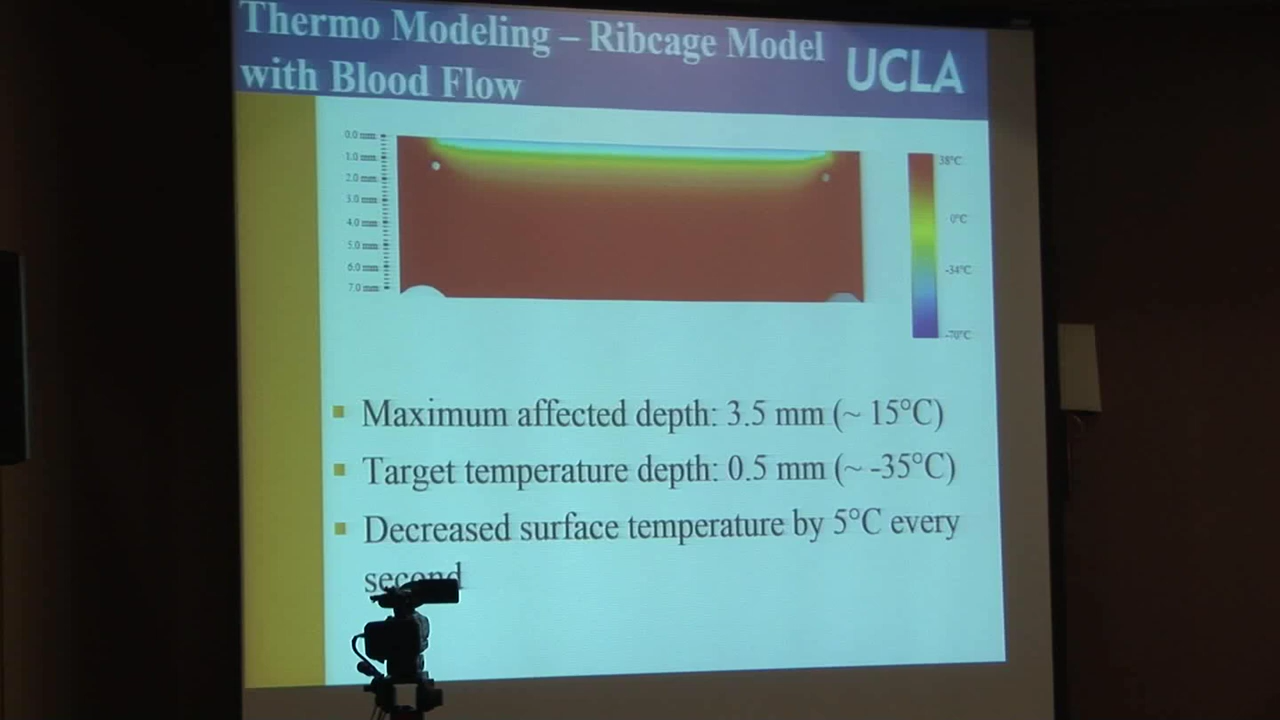 Thermo Modeling – Ribcage Model
with Blood Flow
UCLA
0.0 mm
1.0 mm
2.0 mm
3.0 mm
4.0 mm
5.0 mm
6.0 mm
7.0 mm
38°C
0°C
-34°C
-70°C
Maximum affected depth: 3.5 mm (~ 15°C)
Target temperature depth: 0.5 mm (~ -35°C)
Decreased surface temperature by 5°C every
second